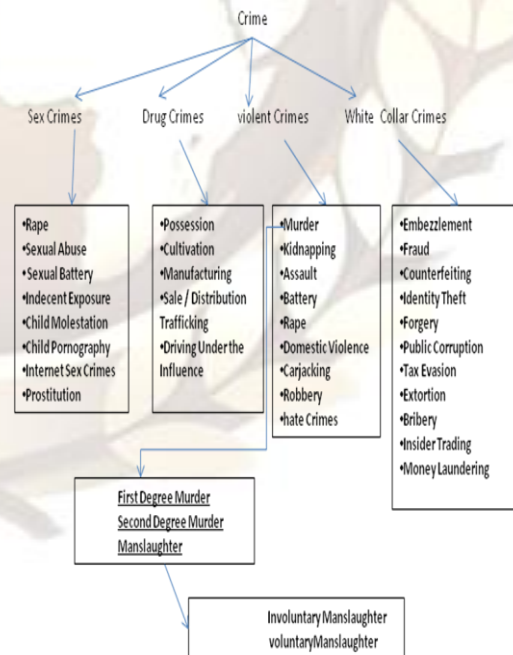 Crime
Sex Crimes
Drug Crimes
violent Crimes
White Collar Crimes
•Rape
•Sexual Abuse
•Sexual Battery
•Indecent Exposure
•Child Molestation
•Child Pornography
•Internet Sex Crimes
•Prostitution
•Possession
•Cultivation
•Manufacturing
•Sale / Distribution
Trafficking
•Driving Under the
Influence
•Murder
•Kidnapping
•Assault
•Battery
•Rape
•Domestic Violence
•Carjacking
•Robbery
•hate Crimes
•Embezzlement
•Fraud
•Counterfeiting
•Identity Theft
•Forgery
•Public Corruption
•Tax Evasion
•Extortion
•Bribery
•Insider Trading
•Money Laundering
First Degree Murder
Second Degree Murder
Manslaughter
Involuntary Manslaughter
voluntaryManslaughter